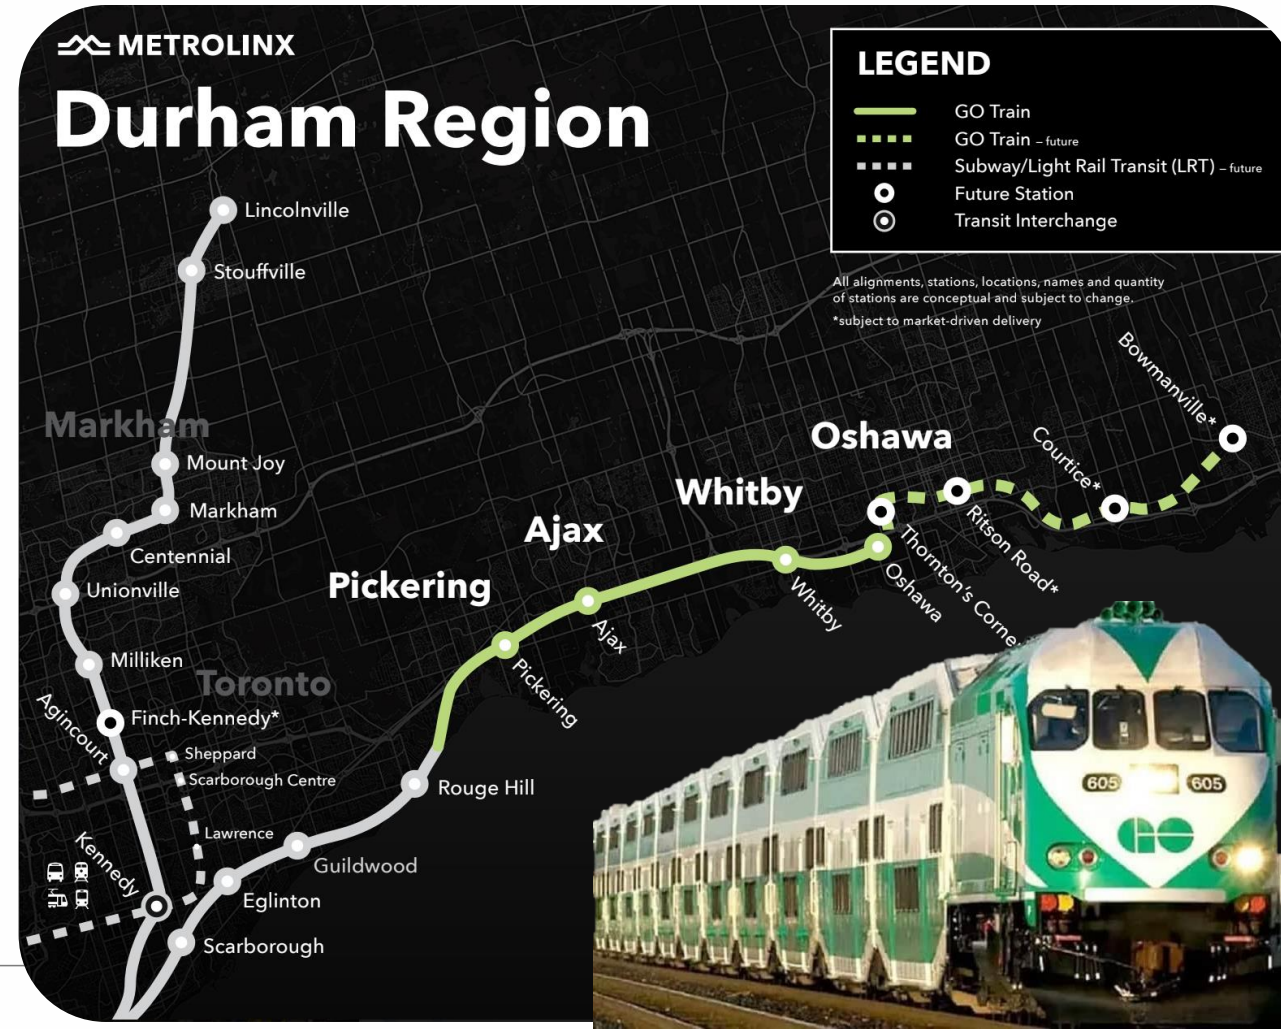 METROLINX
Durham Region
LEGEND
GO Train
GO Train – future
Subway/Light Rail Transit (LRT) – future
Future Station
Transit Interchange
All alignments, stations, locations, names and quantity
of stations are conceptual and subject to change.
*subject to market-driven delivery
Lincolnville
Stouffville
Markham
Mount Joy
Markham
Centennial
Unionville
Milliken
Toronto
Finch-Kennedy*
Agincourt
Sheppard
Scarborough Centre
Lawrence
Kennedy
Rouge Hill
Guildwood
Eglinton
Scarborough
Pickering
Pickering
Ajax
Ajax
Whitby
Whitby
Oshawa
Oshawa
Thornton's
Ritson Road*
Courtice*
Bowmanville*
605
605
GO